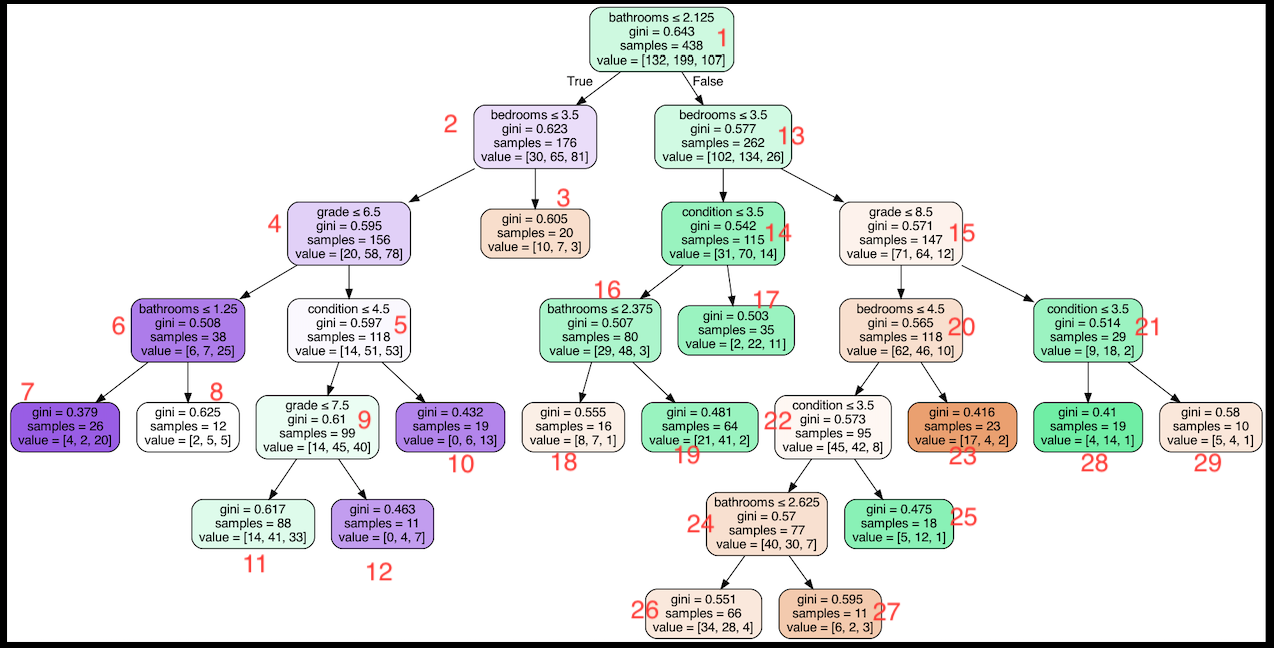 bathrooms ≤ 2.125
gini = 0.643
samples = 438
value = [132, 199, 107]
1
True
False
2
bedrooms ≤ 3.5
gini = 0.623
samples = 176
value = [30, 65, 81]
bedrooms ≤ 3.5
gini = 0.577
samples = 262
value = [102, 134, 26]
13
4
grade ≤ 6.5
gini = 0.595
samples = 156
value = [20, 58, 78]
3
gini = 0.605
samples = 20
value = [10, 7, 3]
condition ≤ 3.5
gini = 0.542
samples = 115
value = [31, 70, 14]
14
grade ≤ 8.5
gini = 0.571
samples = 147
value = [71, 64, 12]
15
6
bathrooms ≤ 1.25
gini = 0.508
samples = 38
value = [6, 7, 25]
condition ≤ 4.5
gini = 0.597
samples = 118
value = [14, 51, 53]
5
16
bathrooms ≤ 2.375
gini = 0.507
samples = 80
value = [29, 48, 3]
17
gini = 0.503
samples = 35
value = [2, 22, 11]
bedrooms ≤ 4.5
gini = 0.565
samples = 118
value = [62, 46, 10]
20
condition ≤ 3.5
gini = 0.514
samples = 29
value = [9, 18, 2]
21
7
gini = 0.379
samples = 26
value = [4, 2, 20]
8
gini = 0.625
samples = 12
value = [2, 5, 5]
grade ≤ 7.5
gini = 0.61
samples = 99
value = [14, 45, 40]
9
gini = 0.432
samples = 19
value = [0, 6, 13]
10
gini = 0.555
samples = 16
value = [8, 7, 1]
18
gini = 0.481
samples = 64
value = [21, 41, 2]
19
22
condition ≤ 3.5
gini = 0.573
samples = 95
value = [45, 42, 8]
gini = 0.416
samples = 23
value = [17, 4, 2]
23
gini = 0.41
samples = 19
value = [4, 14, 1]
28
gini = 0.58
samples = 10
value = [5, 4, 1]
29
gini = 0.617
samples = 88
value = [14, 41, 33]
11
gini = 0.463
samples = 11
value = [0, 4, 7]
12
24
bathrooms ≤ 2.625
gini = 0.57
samples = 77
value = [40, 30, 7]
gini = 0.475
samples = 18
value = [5, 12, 1]
25
26
gini = 0.551
samples = 66
value = [34, 28, 4]
gini = 0.595
samples = 11
value = [6, 2, 3]
27